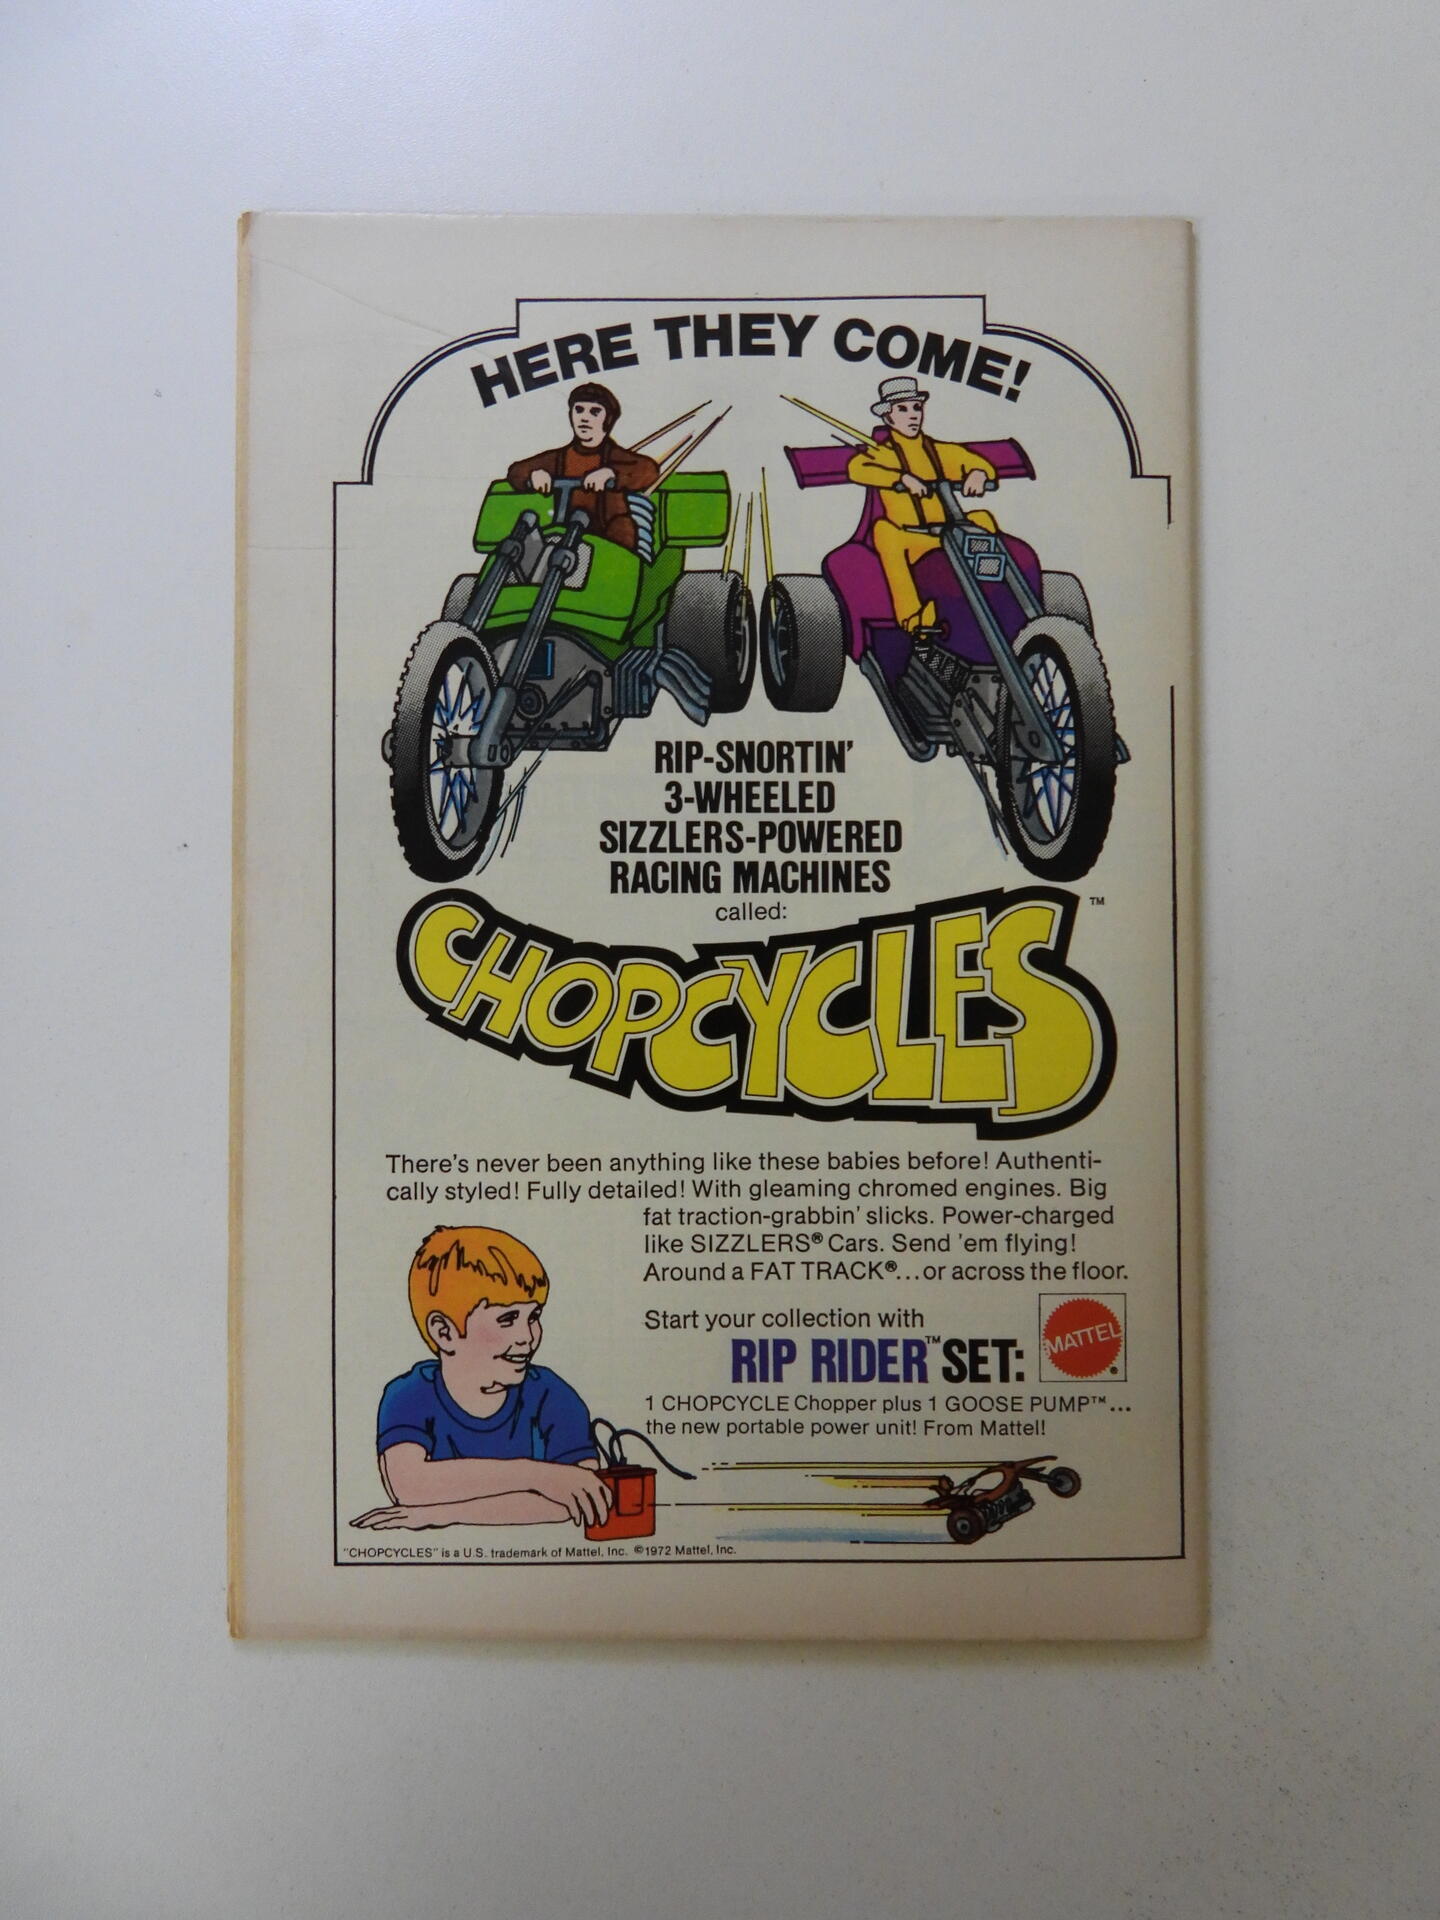 HERE THEY COME!
RIP-SNORTIN'
3-WHEELED
SIZZLERS-POWERED
RACING MACHINES
called:
CHOPCYCLES™
There's never been anything like these babies before! Authenti-
cally styled! Fully detailed! With gleaming chromed engines. Big
fat traction-grabbin' slicks. Power-charged
like SIZZLERS® Cars. Send 'em flying!
Around a FAT TRACK®...or across the floor.
Start your collection with
RIP RIDER™ SET:
MATTEL®
1 CHOPCYCLE Chopper plus 1 GOOSE PUMP™...
the new portable power unit! From Mattel!
"CHOPCYCLES" is a U.S. trademark of Mattel, Inc. ©1972 Mattel, Inc.